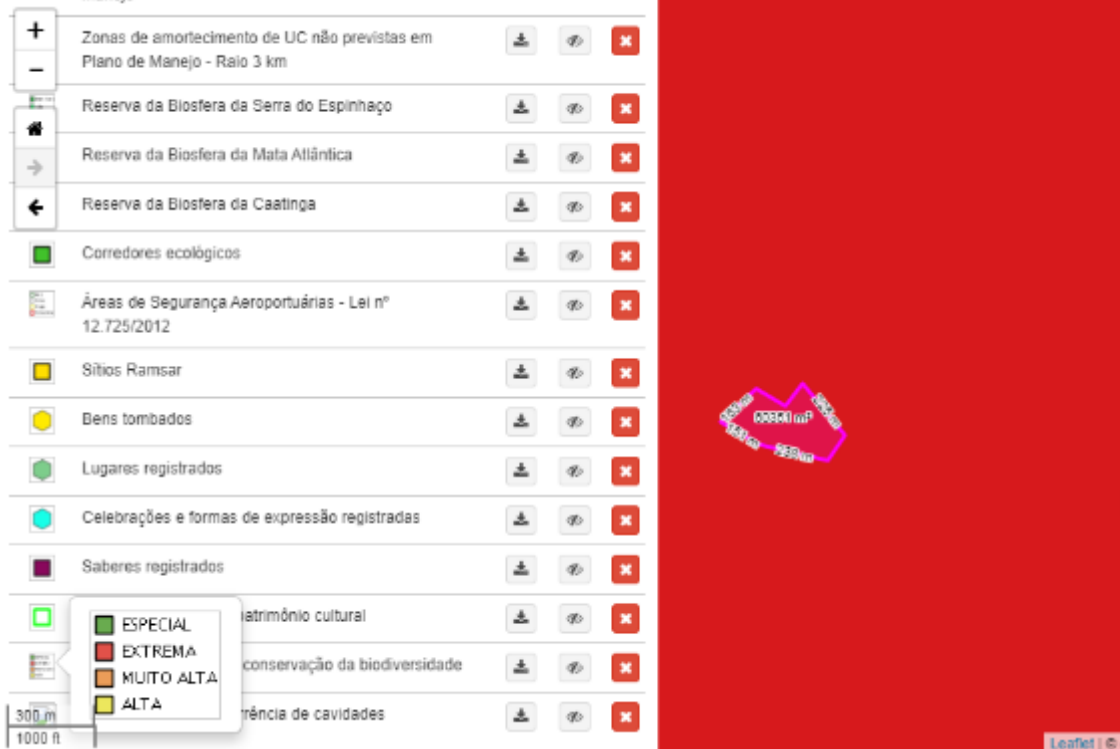 +
−
Zonas de amortecimento de UC não previstas em
Plano de Manejo - Raio 3 km
Reserva da Biosfera da Serra do Espinhaço
Reserva da Biosfera da Mata Atlântica
Reserva da Biosfera da Caatinga
Corredores ecológicos
Áreas de Segurança Aeroportuárias - Lei nº
12.725/2012
Sítios Ramsar
Bens tombados
Lugares registrados
Celebrações e formas de expressão registradas
Saberes registrados
atrimônio cultural
conservação da biodiversidade
rência de cavidades
ESPECIAL
EXTREMA
MUITO ALTA
ALTA
300 m
1000 ft
m²
151 m
Leaflet | ©